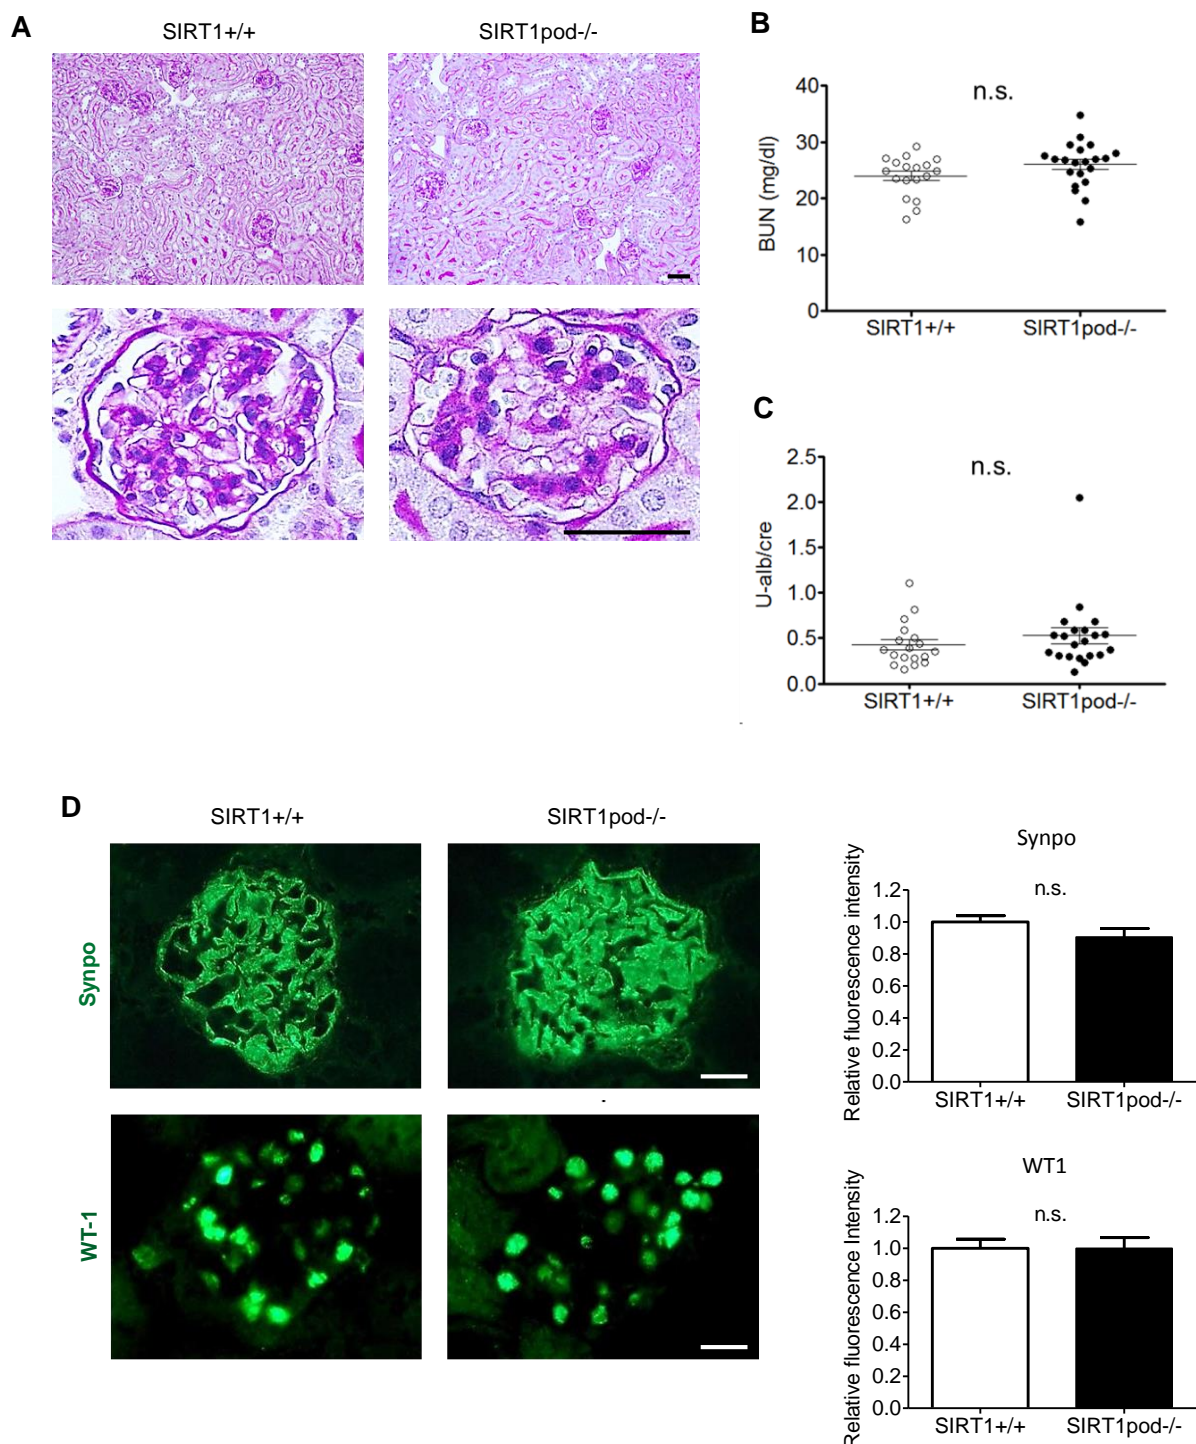 A
SIRT1+/+
SIRT1pod-/-
B
n.s.
BUN (mg/dl)
40
30
20
10
0
SIRT1+/+
SIRT1pod-/-
C
n.s.
U-alb/cre
2.5
2.0
1.5
1.0
0.5
0.0
SIRT1+/+
SIRT1pod-/-
D
SIRT1+/+
SIRT1pod-/-
Synpo
WT-1
Synpo
n.s.
Relative fluorescence intensity
1.2
1.0
0.8
0.6
0.4
0.2
0.0
SIRT1+/+
SIRT1pod-/-
WT1
n.s.
Relative fluorescence Intensity
1.2
1.0
0.8
0.6
0.4
0.2
0.0
SIRT1+/+
SIRT1pod-/-